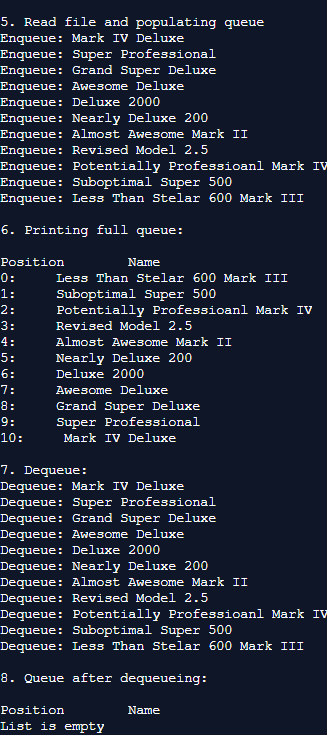 5. Read file and populating queue
Enqueue: Mark IV Deluxe
Enqueue: Super Professional
Enqueue: Grand Super Deluxe
Enqueue: Awesome Deluxe
Enqueue: Deluxe 2000
Enqueue: Nearly Deluxe 200
Enqueue: Almost Awesome Mark II
Enqueue: Revised Model 2.5
Enqueue: Potentially Professioanl Mark IV
Enqueue: Suboptimal Super 500
Enqueue: Less Than Stelar 600 Mark III
6. Printing full queue:
Position Name
0: Less Than Stelar 600 Mark III
1: Suboptimal Super 500
2: Potentially Professioanl Mark IV
3: Revised Model 2.5
4: Almost Awesome Mark II
5: Nearly Deluxe 200
6: Deluxe 2000
7: Awesome Deluxe
8: Grand Super Deluxe
9: Super Professional
10: Mark IV Deluxe
7. Dequeue:
Dequeue: Mark IV Deluxe
Dequeue: Super Professional
Dequeue: Grand Super Deluxe
Dequeue: Awesome Deluxe
Dequeue: Deluxe 2000
Dequeue: Nearly Deluxe 200
Dequeue: Almost Awesome Mark II
Dequeue: Revised Model 2.5
Dequeue: Potentially Professioanl Mark IV
Dequeue: Suboptimal Super 500
Dequeue: Less Than Stelar 600 Mark III
8. Queue after dequeueing:
Position Name
List is empty